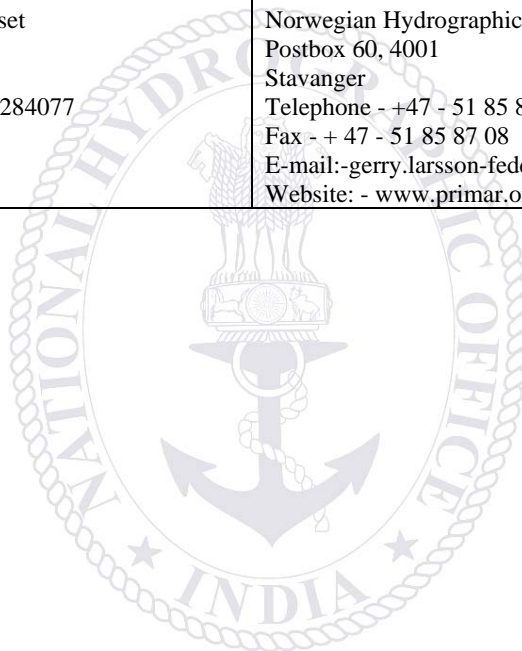 set
284077
Norwegian Hydrographic
Postbox 60, 4001
Stavanger
Telephone - +47 - 51 85 8
Fax - + 47 - 51 85 87 08
E-mail:-gerry.larsson-fed
Website: - www.primar.o
NATIONAL HYDROGRAPHIC OFFICE
★ INDIA ★